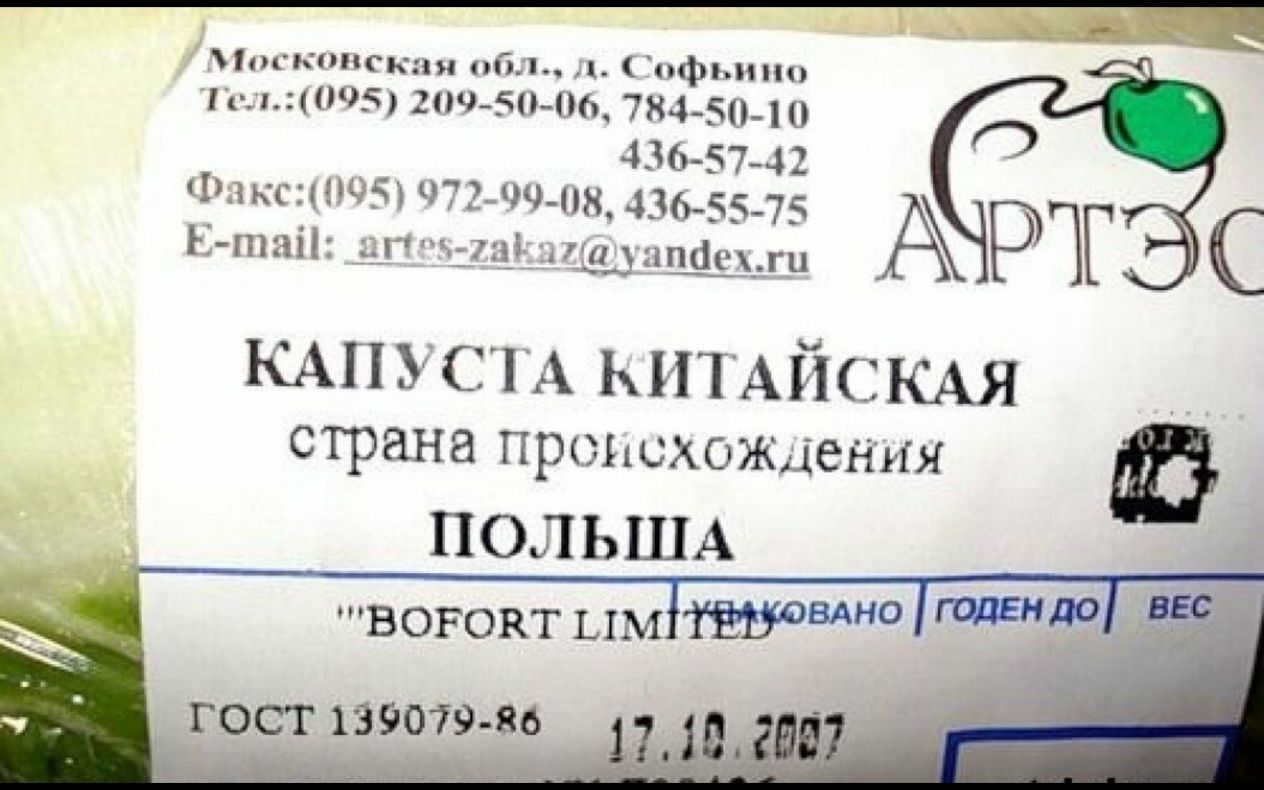 Московская обл., д. Софьино
Тел.:(095) 209-50-06, 784-50-10
436-57-42
Факс:(095) 972-99-08, 436-55-75
E-mail: artes-zakaz@yandex.ru
АРТЭС
КАПУСТА КИТАЙСКАЯ
страна происхождения
ПОЛЬША
'"BOFORT LIMITED"
УПАКОВАНО ГОДЕН ДО ВЕС
ГОСТ 139079-86 17.10.2007